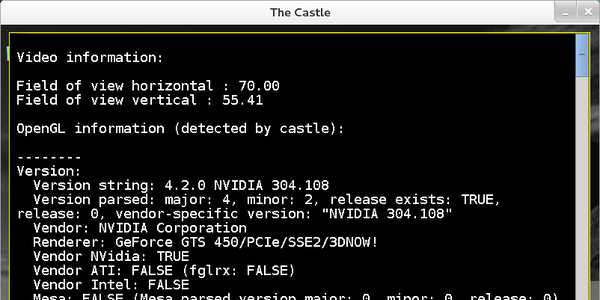 The Castle
Video information:
Field of view horizontal : 70.00
Field of view vertical : 55.41
OpenGL information (detected by castle):
--------
Version:
Version string: 4.2.0 NVIDIA 304.108
Version parsed: major: 4, minor: 2, release exists: TRUE,
release: 0, vendor-specific version: "NVIDIA 304.108"
Vendor: NVIDIA Corporation
Renderer: GeForce GTS 450/PCIe/SSE2/3DNOW!
Vendor NVidia: TRUE
Vendor ATI: FALSE (fglrx: FALSE)
Vendor Intel: FALSE
Mesa: FALSE (Mesa parsed version major: 0, minor: 0, release: 0)